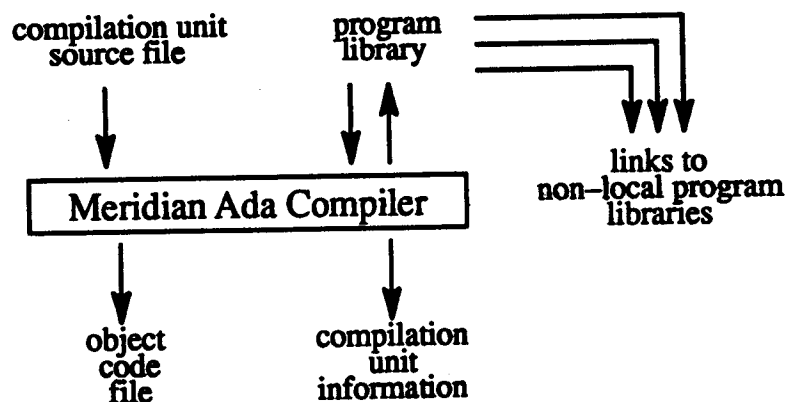 compilation unit
source file
program
library
links to
non–local program
libraries
Meridian Ada Compiler
object
code
file
compilation
unit
information